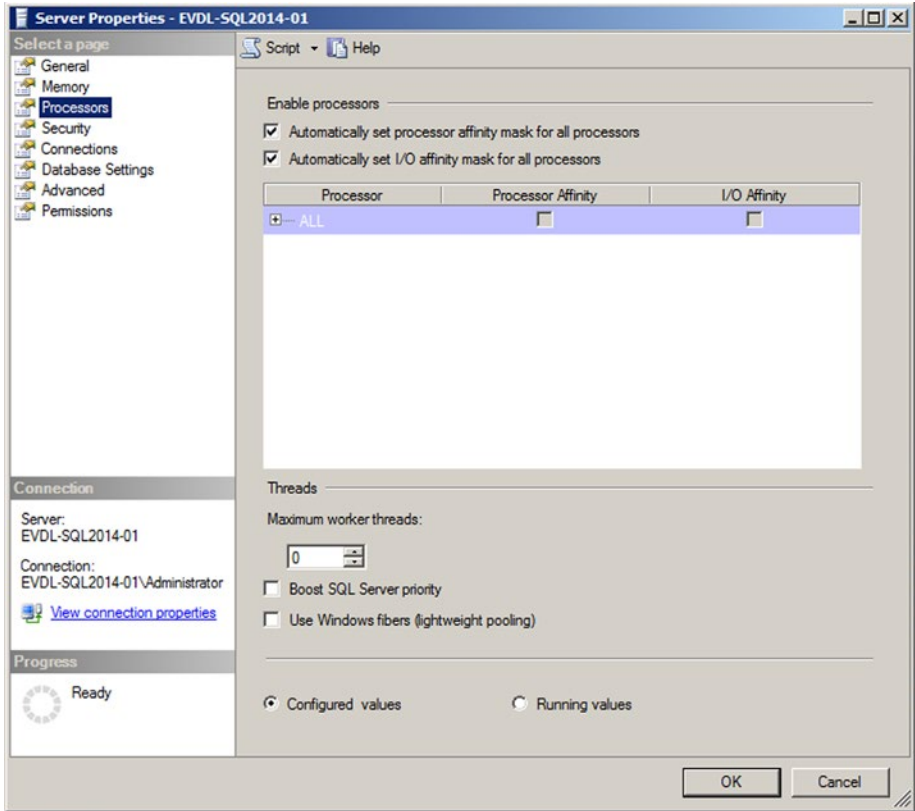 Server Properties - EVDL-SQL2014-01
Select a page
General
Memory
Processors
Security
Connections
Database Settings
Advanced
Permissions
Script Help
Enable processors
Automatically set processor affinity mask for all processors
Automatically set I/O affinity mask for all processors
Processor Processor Affinity I/O Affinity
ALL
Threads
Maximum worker threads:
0
Boost SQL Server priority
Use Windows fibers (lightweight pooling)
Configured values Running values
Connection
Server:
EVDL-SQL2014-01
Connection:
EVDL-SQL2014-01\Administrator
View connection properties
Progress
Ready
OK Cancel